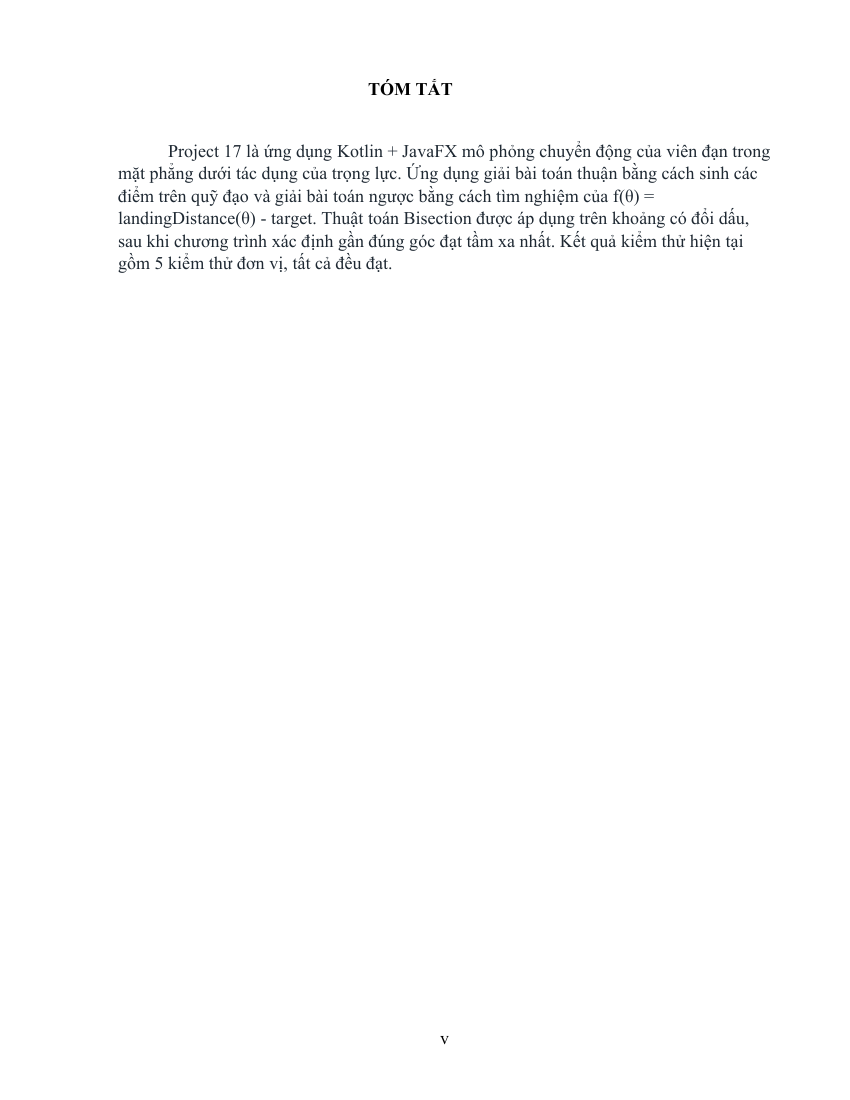 TÓM TẮT
Project 17 là ứng dụng Kotlin + JavaFX mô phỏng chuyển động của viên đạn trong
mặt phẳng dưới tác dụng của trọng lực. Ứng dụng giải bài toán thuận bằng cách sinh các
điểm trên quỹ đạo và giải bài toán ngược bằng cách tìm nghiệm của f(θ) =
landingDistance(θ) - target. Thuật toán Bisection được áp dụng trên khoảng có đổi dấu,
sau khi chương trình xác định gần đúng góc đạt tầm xa nhất. Kết quả kiểm thử hiện tại
gồm 5 kiểm thử đơn vị, tất cả đều đạt.
v